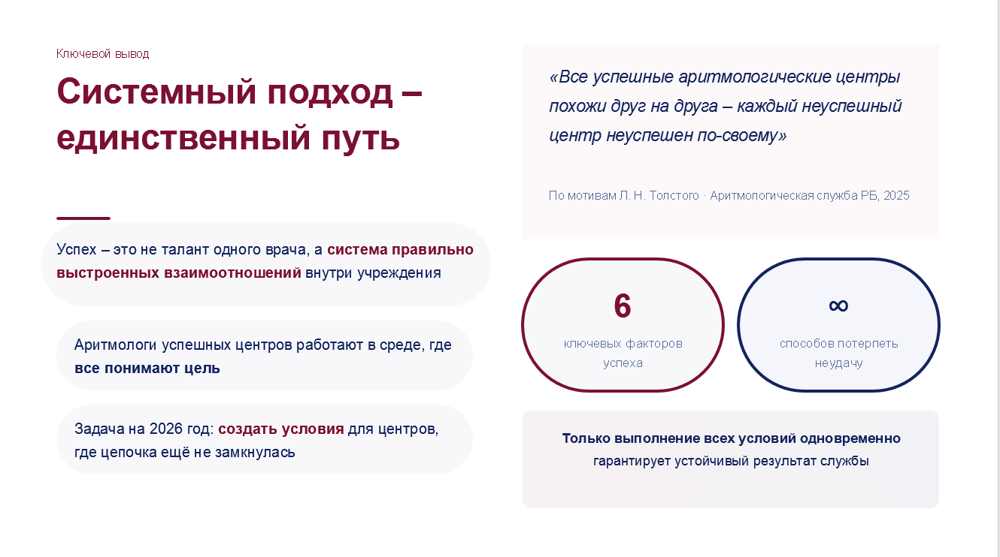 Ключевой вывод
Системный подход –
единственный путь
Успех – это не талант одного врача, а система правильно
выстроенных взаимоотношений внутри учреждения
Аритмологи успешных центров работают в среде, где
все понимают цель
Задача на 2026 год: создать условия для центров,
где цепочка ещё не замкнулась
«Все успешные аритмологические центры
похожи друг на друга – каждый неуспешный
центр неуспешен по-своему»
По мотивам Л. Н. Толстого · Аритмологическая служба РБ, 2025
6
ключевых факторов
успеха
∞
способов потерпеть
неудачу
Только выполнение всех условий одновременно
гарантирует устойчивый результат службы